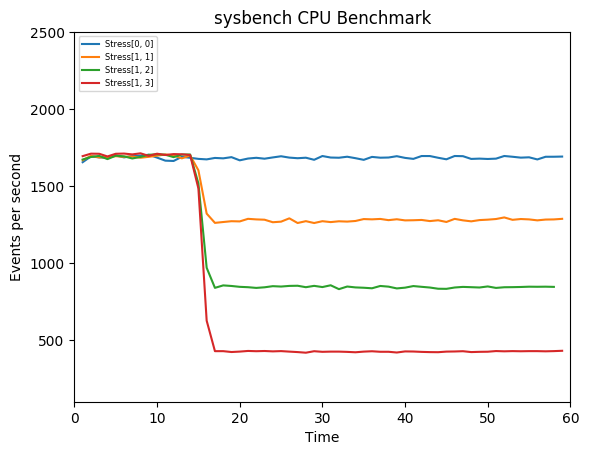 sysbench CPU Benchmark
Events per second
2500
2000
1500
1000
500
Stress[0, 0]
Stress[1, 1]
Stress[1, 2]
Stress[1, 3]
0 10 20 30 40 50 60
Time